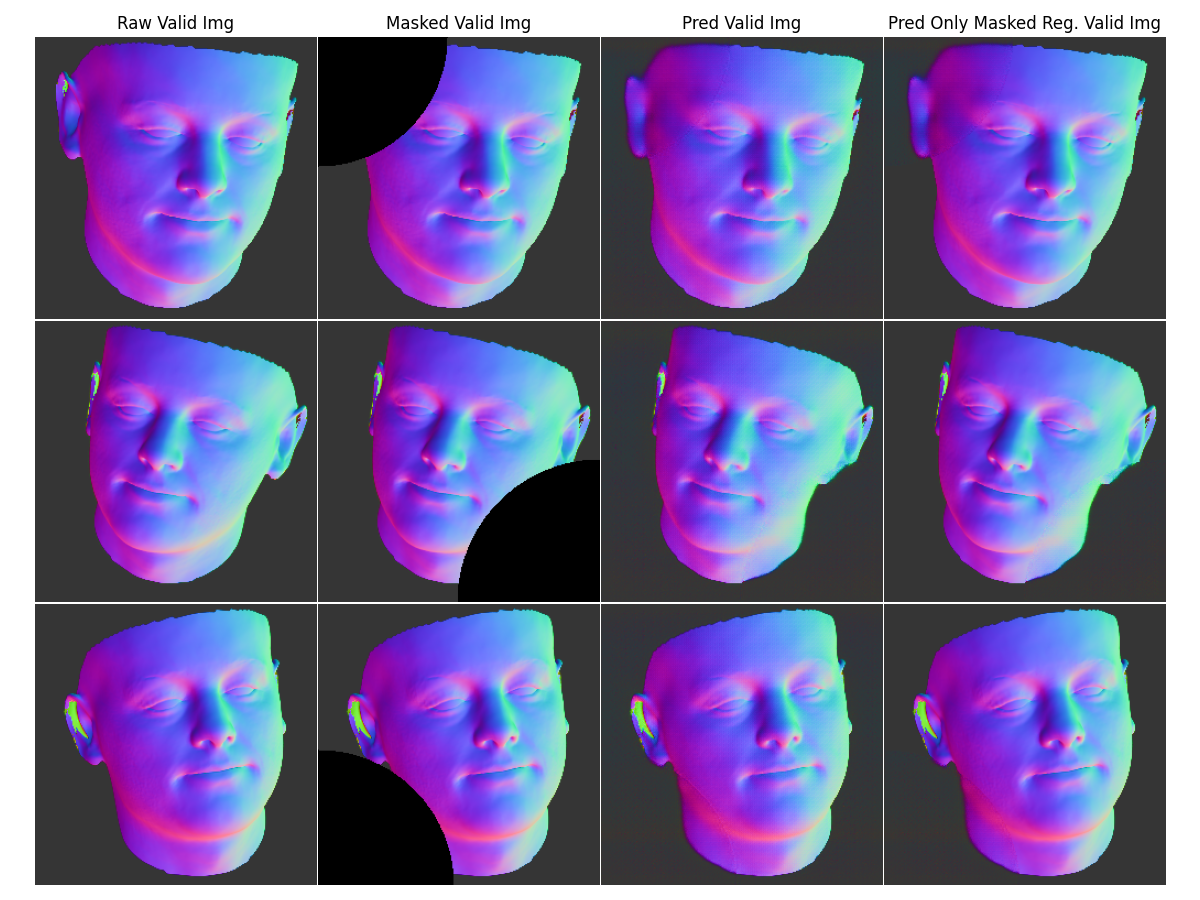 Raw Valid Img
Masked Valid Img
Pred Valid Img
Pred Only Masked Reg. Valid Img